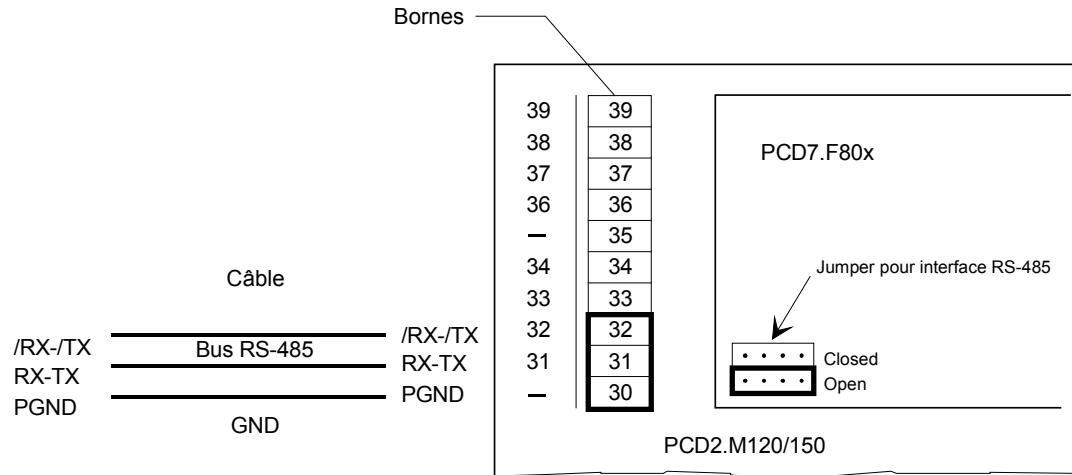 Bornes
39 39
38 38
37 37
36 36
— 35
34 34
33 33
32 32
31 31
— 30
PCD7.F80x
Jumper pour interface RS-485
Closed
Open
PCD2.M120/150
Câble
/RX-/TX /RX-/TX
Bus RS-485
RX-TX RX-TX
PGND PGND
GND